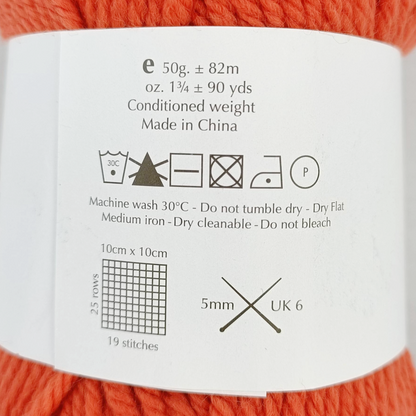 e 50g. ± 82m
oz. 1¾ ± 90 yds
Conditioned weight
Made in China
30C P
Machine wash 30°C - Do not tumble dry - Dry Flat
Medium iron - Dry cleanable - Do not bleach
10cm x 10cm
25 rows
19 stitches
5mm UK 6